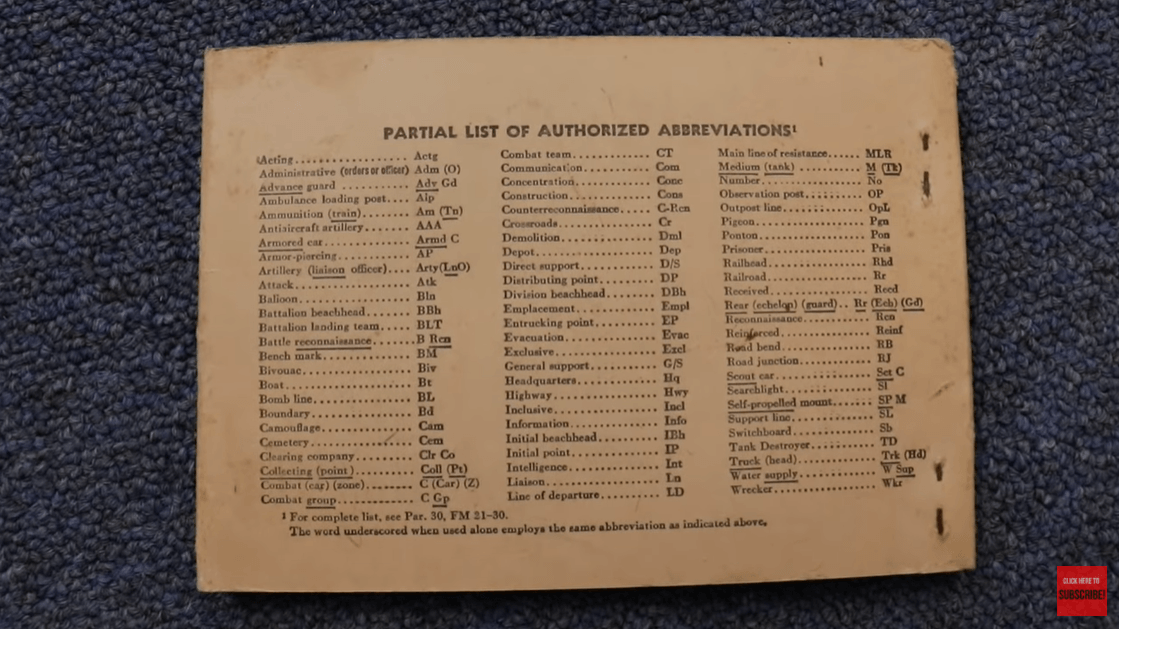 PARTIAL LIST OF AUTHORIZED ABBREVIATIONS¹
Acting.................. Actg
Administrative (orders or officer) Adm (O)
Advance guard ........... Adv Gd
Ambulance loading post.... Alp
Ammunition (train)........ Am (Tn)
Antiaircraft artillery....... AAA
Armored car............. Armd C
Armor-piercing............ AP
Artillery (liaison officer).... Arty(LnO)
Attack.................. Atk
Balloon................. Bln
Battalion beachhead....... BBh
Battalion landing team..... BLT
Battle reconnaissance...... B Rcn
Bench mark............. BM
Bivouac................. Biv
Boat.................... Bt
Bomb line............... BL
Boundary............... Bd
Camouflage............. Cam
Cemetery............... Cem
Clearing company........ Clr Co
Collecting (point)......... Coll (Pt)
Combat (car) (zone)....... C (Car) (Z)
Combat group........... C Gp
Combat team............ CT
Communication.......... Com
Concentration............ Conc
Construction............. Cons
Counterreconnaissance..... C-Rcn
Crossroads............... Cr
Demolition.............. Dml
Depot.................. Dep
Direct support........... D/S
Distributing point........ DP
Division beachhead....... DBh
Emplacement............ Empl
Entrucking point......... EP
Evacuation.............. Evac
Exclusive................ Excl
General support.......... G/S
Headquarters............ Hq
Highway................ Hwy
Inclusive................ Incl
Information............. Info
Initial beachhead......... IBh
Initial point............. IP
Intelligence.............. Int
Liaison................. Ln
Line of departure......... LD
Main line of resistance...... MLR
Medium (tank) .......... M (Tk)
Number................ No
Observation post.......... OP
Outpost line............. OpL
Pigeon.................. Pgn
Ponton................. Pon
Prisoner................ Pris
Railhead................ Rhd
Railroad................ Rr
Received................ Recd
Rear (echelon) (guard).. Rr (Ech) (Gd)
Reconnaissance........... Rcn
Reinforced.............. Reinf
Road bend.............. RB
Road junction............ RJ
Scout car............... Sct C
Searchlight.............. Sl
Self-propelled mount...... SP M
Support line............. SL
Switchboard............. Sb
Tank Destroyer.......... TD
Truck (head)............ Trk (Hd)
Water supply............ W Sup
Wrecker................ Wkr
¹ For complete list, see Par. 30, FM 21-30.
The word underscored when used alone employs the same abbreviation as indicated above.
CLICK HERE TO
SUBSCRIBE!